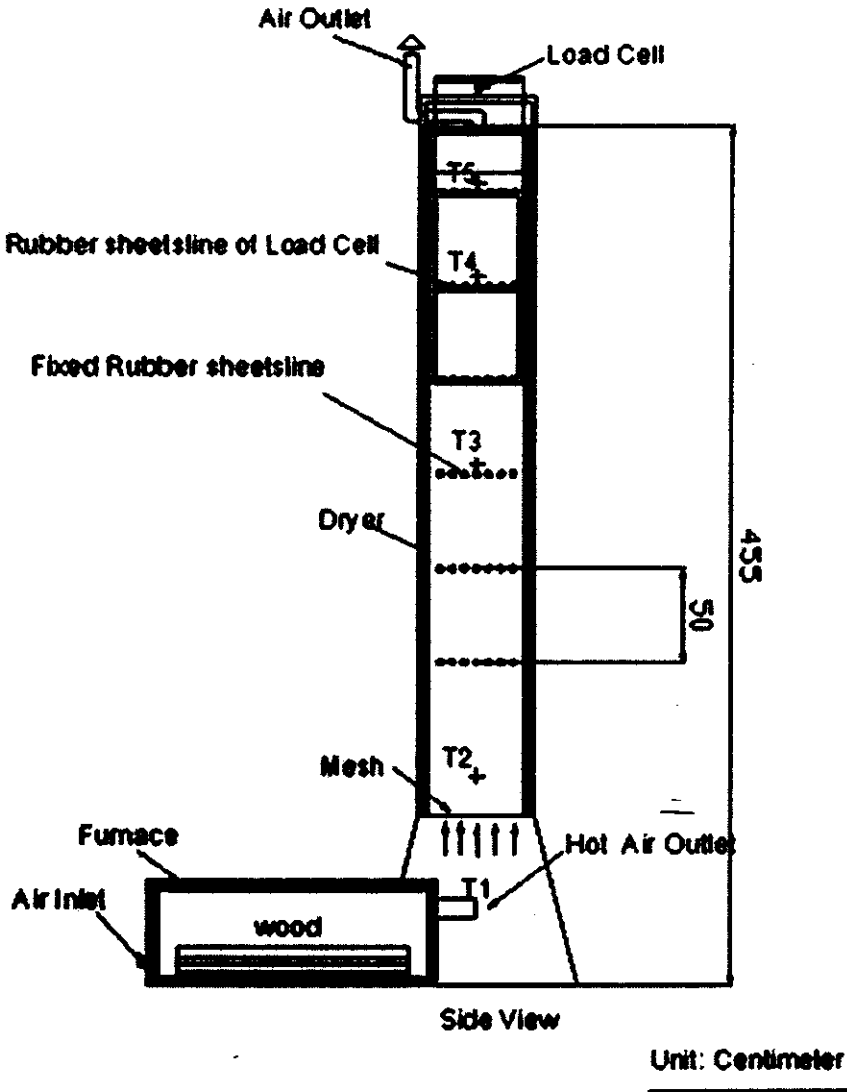 Air Outlet
Load Cell
T5
Rubber sheetsline of Load Cell
T4
Fixed Rubber sheetsline
T3
Dryer
455
50
T2
Mesh
Furnace
Hot Air Outlet
T1
Air Inlet
wood
Side View
Unit: Centimeter